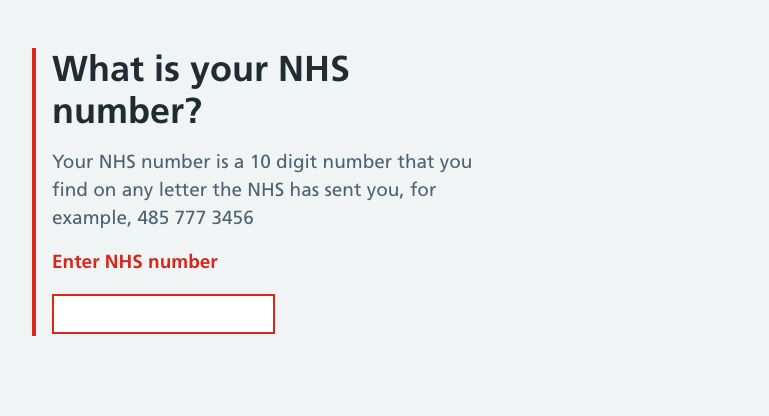 What is your NHS
number?
Your NHS number is a 10 digit number that you
find on any letter the NHS has sent you, for
example, 485 777 3456
Enter NHS number